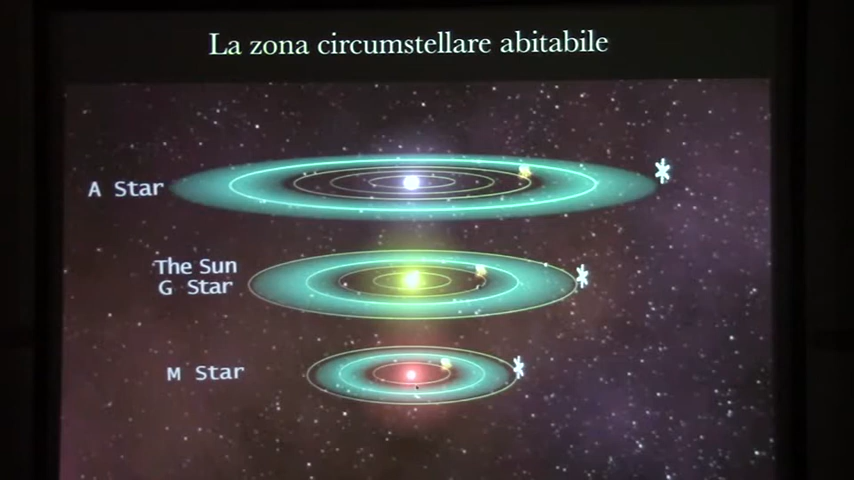 La zona circumstellare abitabile
A Star
The Sun
G Star
M Star